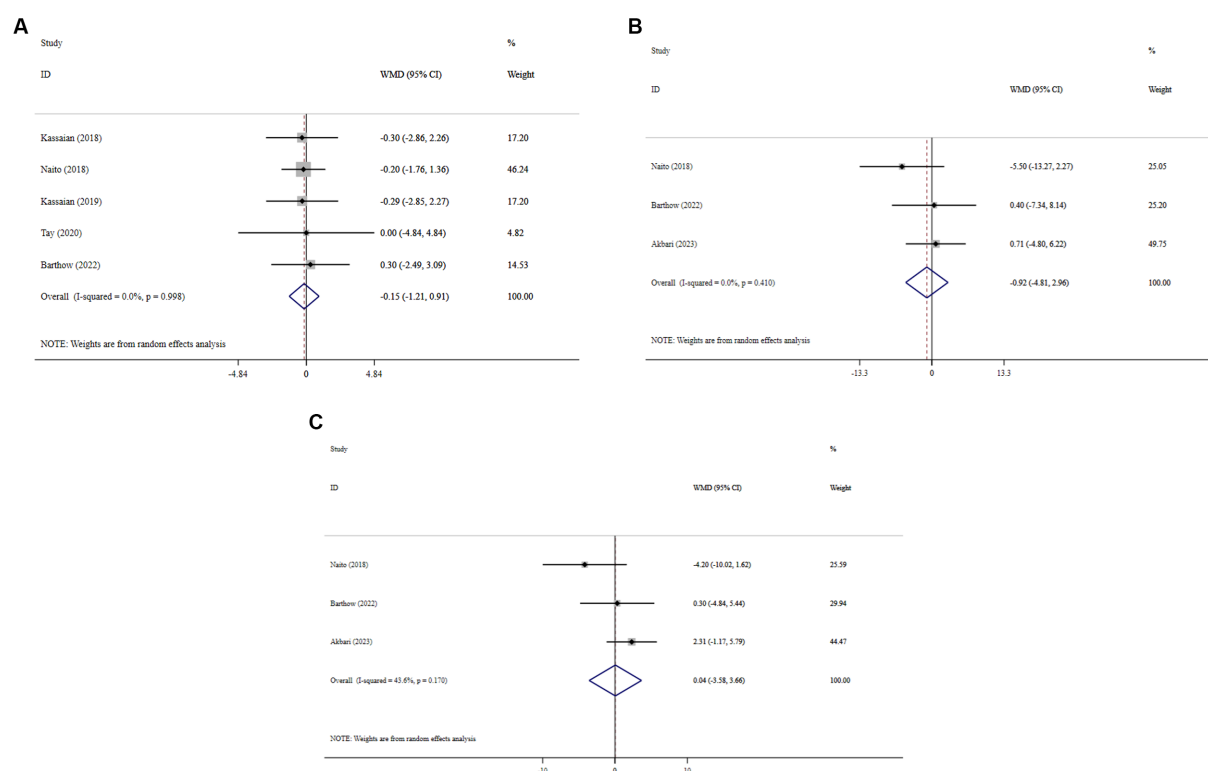 A
Study %
ID WMD (95% CI) Weight
Kassaian (2018) -0.30 (-2.86, 2.26) 17.20
Naito (2018) -0.20 (-1.76, 1.36) 46.24
Kassaian (2019) -0.29 (-2.85, 2.27) 17.20
Tay (2020) 0.00 (-4.84, 4.84) 4.82
Barthow (2022) 0.30 (-2.49, 3.09) 14.53
Overall (I-squared = 0.0%, p = 0.998) -0.15 (-1.21, 0.91) 100.00
NOTE: Weights are from random effects analysis
-4.84 0 4.84
B
Study %
ID WMD (95% CI) Weight
Naito (2018) -5.50 (-13.27, 2.27) 25.05
Barthow (2022) 0.40 (-7.34, 8.14) 25.20
Akbari (2023) 0.71 (-4.80, 6.22) 49.75
Overall (I-squared = 0.0%, p = 0.410) -0.92 (-4.81, 2.96) 100.00
NOTE: Weights are from random effects analysis
-13.3 0 13.3
C
Study %
ID WMD (95% CI) Weight
Naito (2018) -4.20 (-10.02, 1.62) 25.59
Barthow (2022) 0.30 (-4.84, 5.44) 29.94
Akbari (2023) 2.31 (-1.17, 5.79) 44.47
Overall (I-squared = 43.6%, p = 0.170) 0.04 (-3.58, 3.66) 100.00
NOTE: Weights are from random effects analysis
-10 0 10